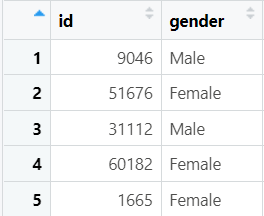 id gender
1 9046 Male
2 51676 Female
3 31112 Male
4 60182 Female
5 1665 Female